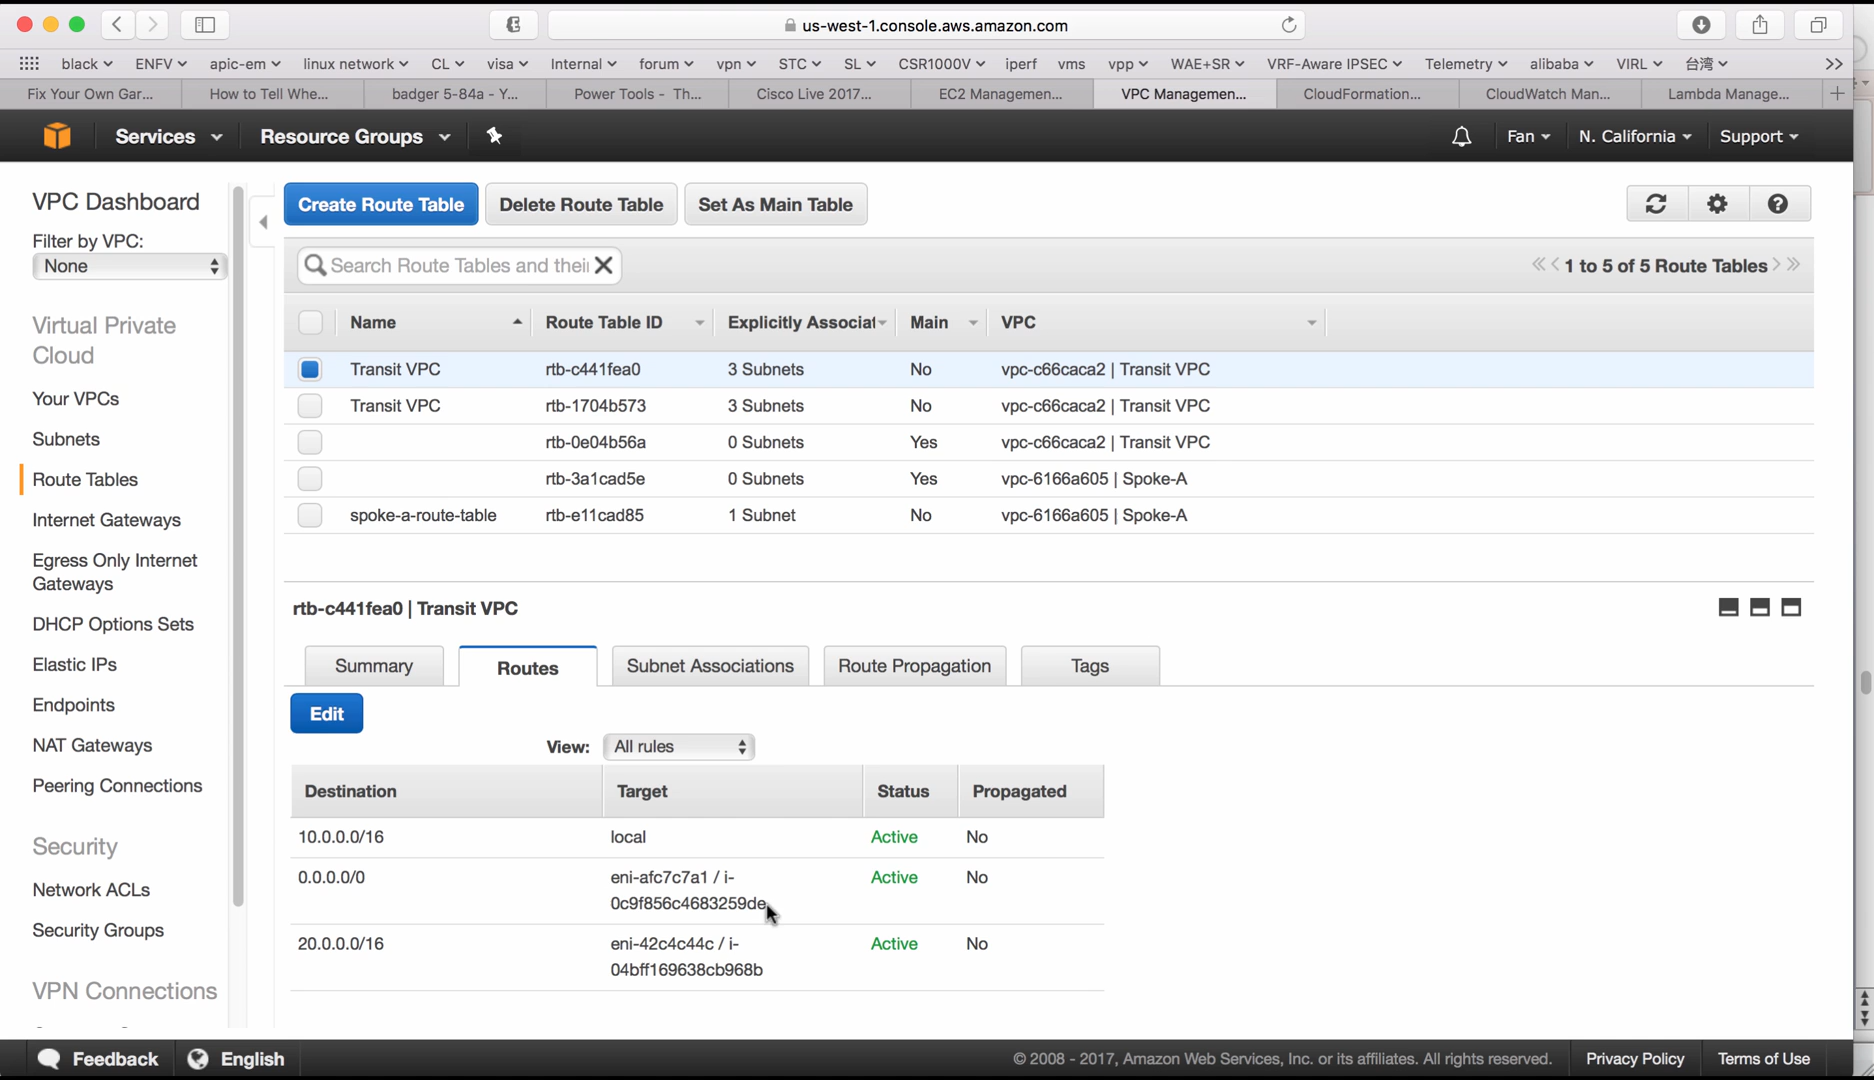 us-west-1.console.aws.amazon.com
black ENFV apic-em linux network CL visa Internal forum vpn STC SL CSR1000V iperf vms vpp WAE+SR VRF-Aware IPSEC Telemetry alibaba VIRL 台湾
Fix Your Own Gar... How to Tell Whe... badger 5-84a - Y... Power Tools - Th... Cisco Live 2017... EC2 Managemen... VPC Managemen... CloudFormation... CloudWatch Man... Lambda Manage...
Services Resource Groups Fan N. California Support
VPC Dashboard
Filter by VPC:
None
Virtual Private
Cloud
Your VPCs
Subnets
Route Tables
Internet Gateways
Egress Only Internet
Gateways
DHCP Options Sets
Elastic IPs
Endpoints
NAT Gateways
Peering Connections
Security
Network ACLs
Security Groups
VPN Connections
Create Route Table Delete Route Table Set As Main Table
Search Route Tables and thei 1 to 5 of 5 Route Tables
Name Route Table ID Explicitly Associat Main VPC
Transit VPC rtb-c441fea0 3 Subnets No vpc-c66caca2 | Transit VPC
Transit VPC rtb-1704b573 3 Subnets No vpc-c66caca2 | Transit VPC
rtb-0e04b56a 0 Subnets Yes vpc-c66caca2 | Transit VPC
rtb-3a1cad5e 0 Subnets Yes vpc-6166a605 | Spoke-A
spoke-a-route-table rtb-e11cad85 1 Subnet No vpc-6166a605 | Spoke-A
rtb-c441fea0 | Transit VPC
Summary Routes Subnet Associations Route Propagation Tags
Edit
View: All rules
Destination Target Status Propagated
10.0.0.0/16 local Active No
0.0.0.0/0 eni-afc7c7a1 / i- Active No
0c9f856c4683259de
20.0.0.0/16 eni-42c4c44c / i- Active No
04bff169638cb968b
Feedback English © 2008 - 2017, Amazon Web Services, Inc. or its affiliates. All rights reserved. Privacy Policy Terms of Use